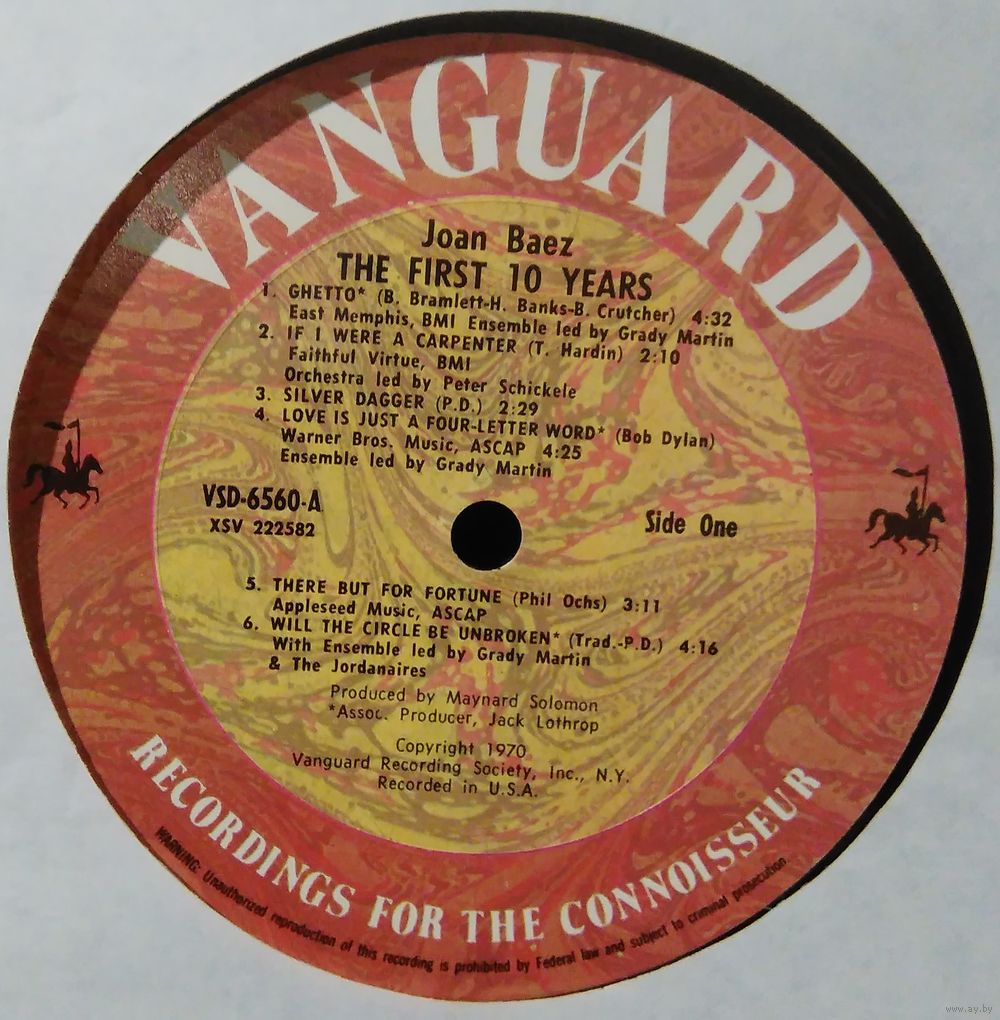 VANGUARD
Joan Baez
THE FIRST 10 YEARS
1. GHETTO* (B. Bramlett-H. Banks-B. Crutcher) 4:32
East Memphis, BMI Ensemble led by Grady Martin
2. IF I WERE A CARPENTER (T. Hardin) 2:10
Faithful Virtue, BMI
Orchestra led by Peter Schickele
3. SILVER DAGGER (P.D.) 2:29
4. LOVE IS JUST A FOUR-LETTER WORD* (Bob Dylan)
Warner Bros. Music, ASCAP 4:25
Ensemble led by Grady Martin
VSD-6560-A
XSV 222582
Side One
5. THERE BUT FOR FORTUNE (Phil Ochs) 3:11
Appleseed Music, ASCAP
6. WILL THE CIRCLE BE UNBROKEN* (Trad.-P.D.) 4:16
With Ensemble led by Grady Martin
& The Jordanaires
Produced by Maynard Solomon
*Assoc. Producer, Jack Lothrop
Copyright 1970
Vanguard Recording Society, Inc., N.Y.
Recorded in U.S.A.
RECORDINGS FOR THE CONNOISSEUR
WARNING: Unauthorized reproduction of this recording is prohibited by Federal law and subject to criminal prosecution
www.ay.by